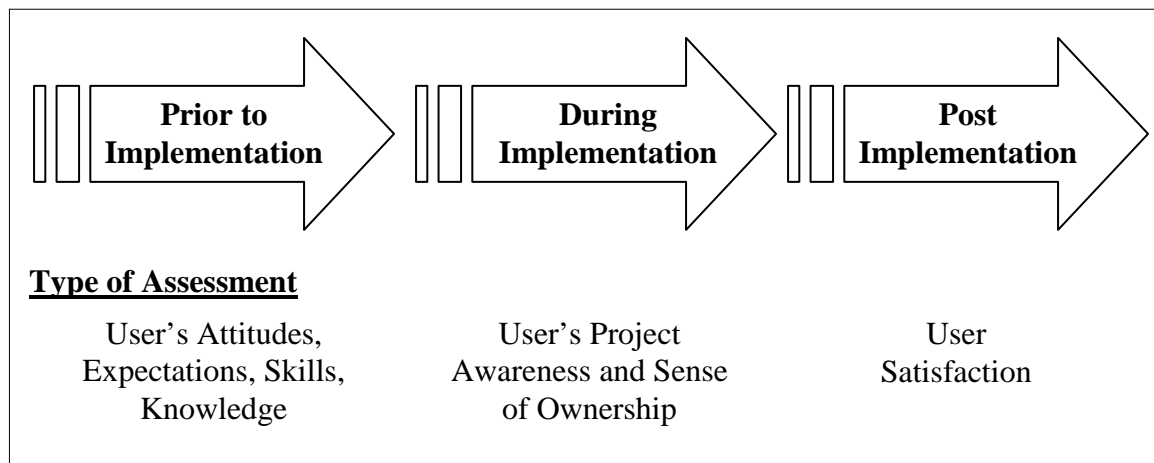 Prior to
Implementation
During
Implementation
Post
Implementation
Type of Assessment
User’s Attitudes,
Expectations, Skills,
Knowledge
User’s Project
Awareness and Sense
of Ownership
User
Satisfaction